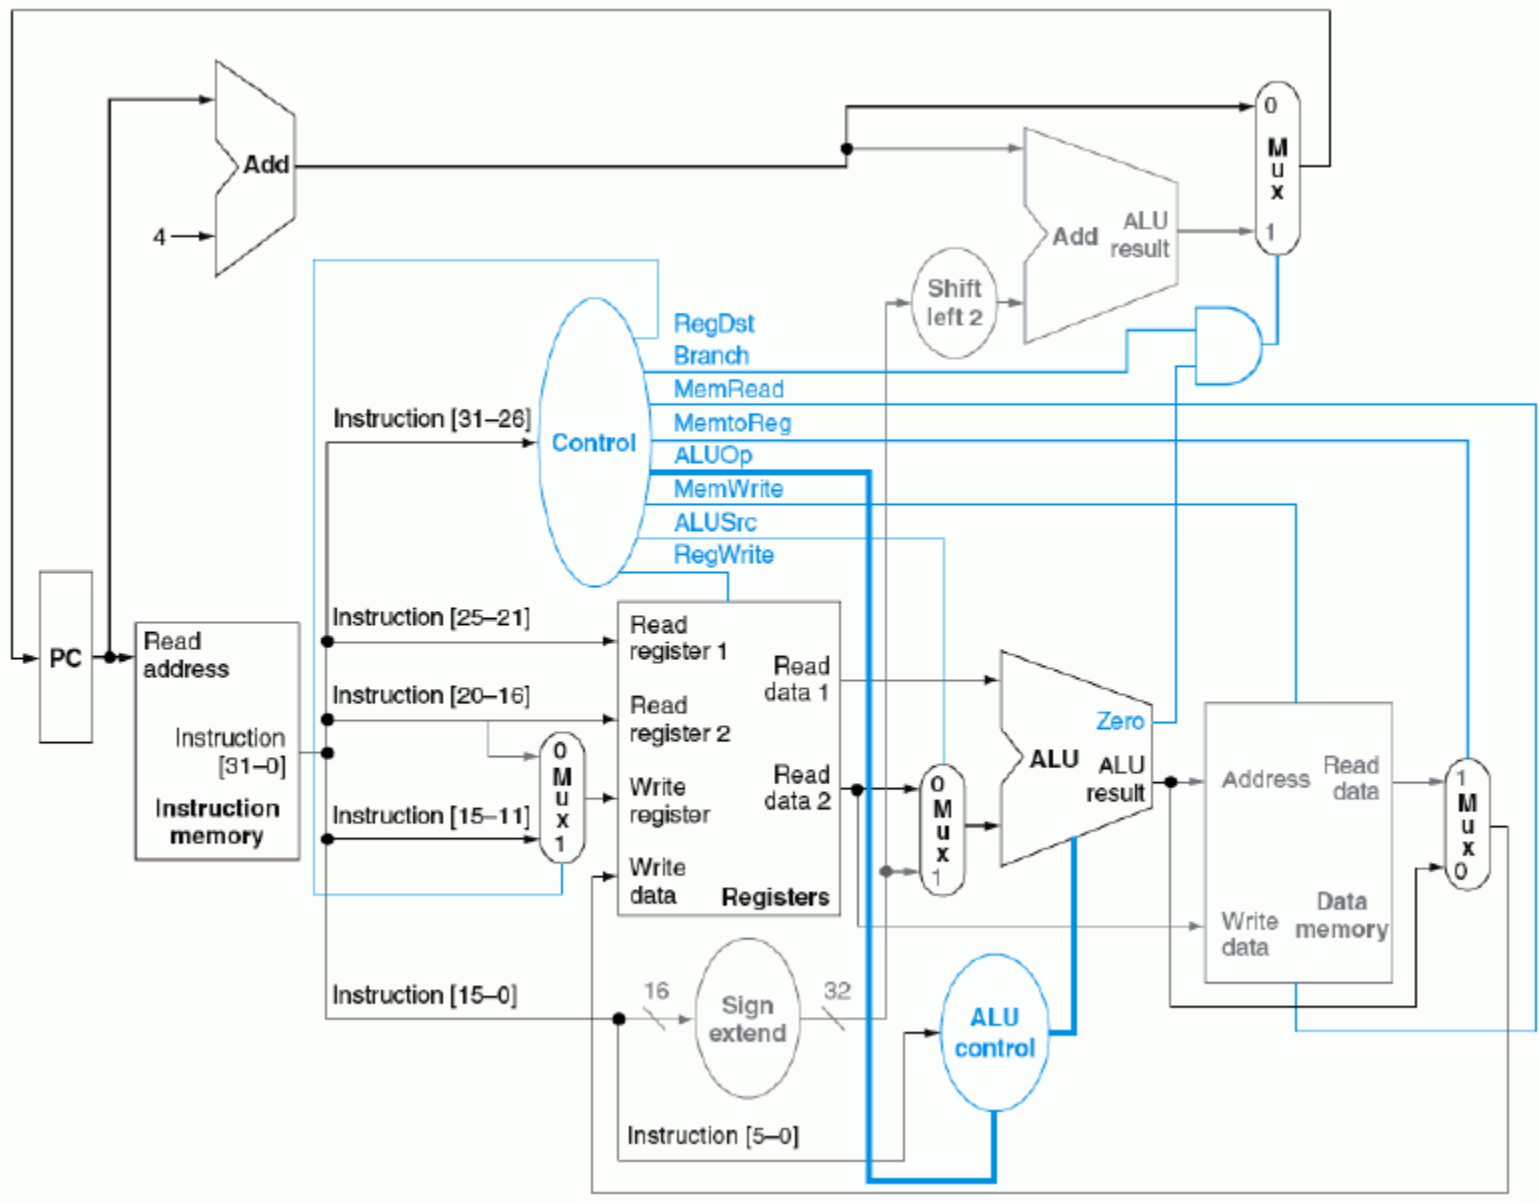 0
M
u
x
1
Add
4
Add
ALU
result
Shift
left 2
RegDst
Branch
MemRead
MemtoReg
ALUOp
MemWrite
ALUSrc
RegWrite
Control
Instruction [31–26]
Instruction [25–21]
Instruction [20–16]
Instruction [15–11]
Instruction [15–0]
Instruction [5–0]
PC
Read
address
Instruction
[31–0]
Instruction
memory
0
M
u
x
1
Read
register 1
Read
register 2
Write
register
Write
data
Read
data 1
Read
data 2
Registers
0
M
u
x
1
Zero
ALU
ALU
result
Address
Read
data
Write
data
Data
memory
1
M
u
x
0
16
Sign
extend
32
ALU
control